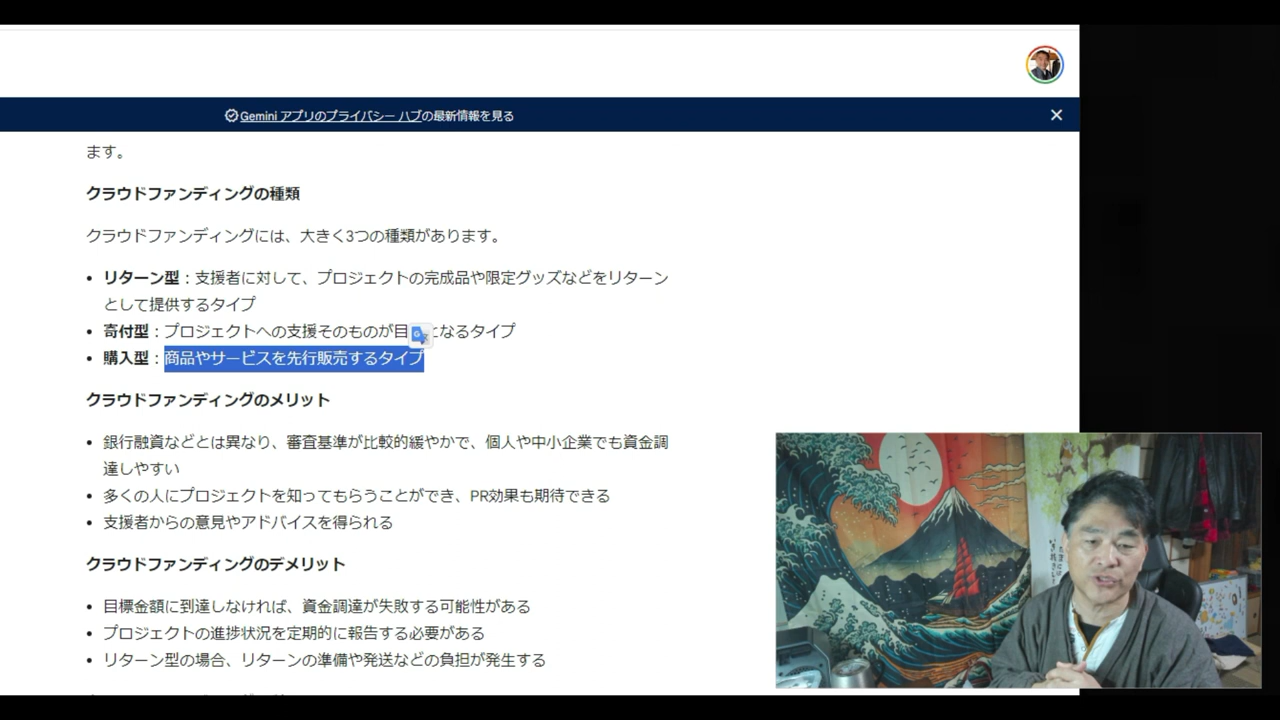 Gemini アプリのプライバシー ハブの最新情報を見る
ます。
クラウドファンディングの種類
クラウドファンディングには、大きく3つの種類があります。
• リターン型：支援者に対して、プロジェクトの完成品や限定グッズなどをリターン
として提供するタイプ
• 寄付型：プロジェクトへの支援そのものが目になるタイプ
• 購入型：商品やサービスを先行販売するタイプ
クラウドファンディングのメリット
• 銀行融資などとは異なり、審査基準が比較的緩やかで、個人や中小企業でも資金調
達しやすい
• 多くの人にプロジェクトを知ってもらうことができ、PR効果も期待できる
• 支援者からの意見やアドバイスを得られる
クラウドファンディングのデメリット
• 目標金額に到達しなければ、資金調達が失敗する可能性がある
• プロジェクトの進捗状況を定期的に報告する必要がある
• リターン型の場合、リターンの準備や発送などの負担が発生する